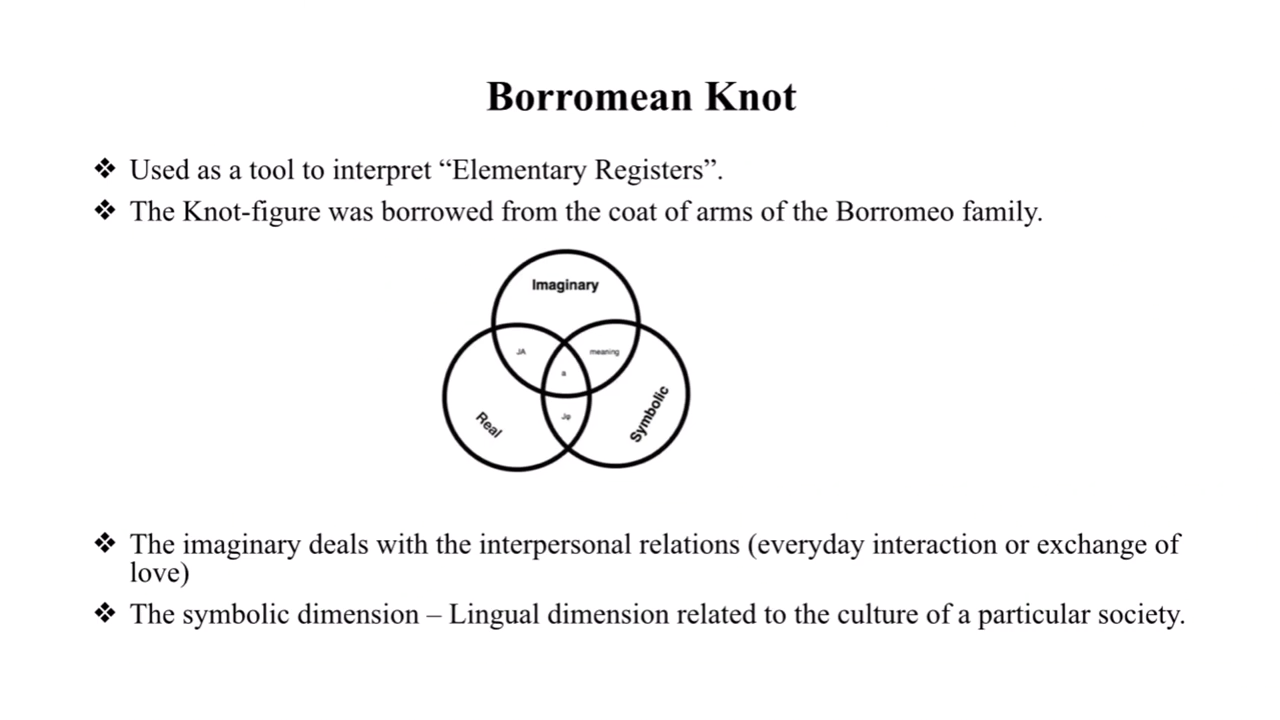 Borromean Knot
❖ Used as a tool to interpret “Elementary Registers”.
❖ The Knot-figure was borrowed from the coat of arms of the Borromeo family.
Imaginary
JA
meaning
a
Real
Symbolic
❖ The imaginary deals with the interpersonal relations (everyday interaction or exchange of
love)
❖ The symbolic dimension – Lingual dimension related to the culture of a particular society.